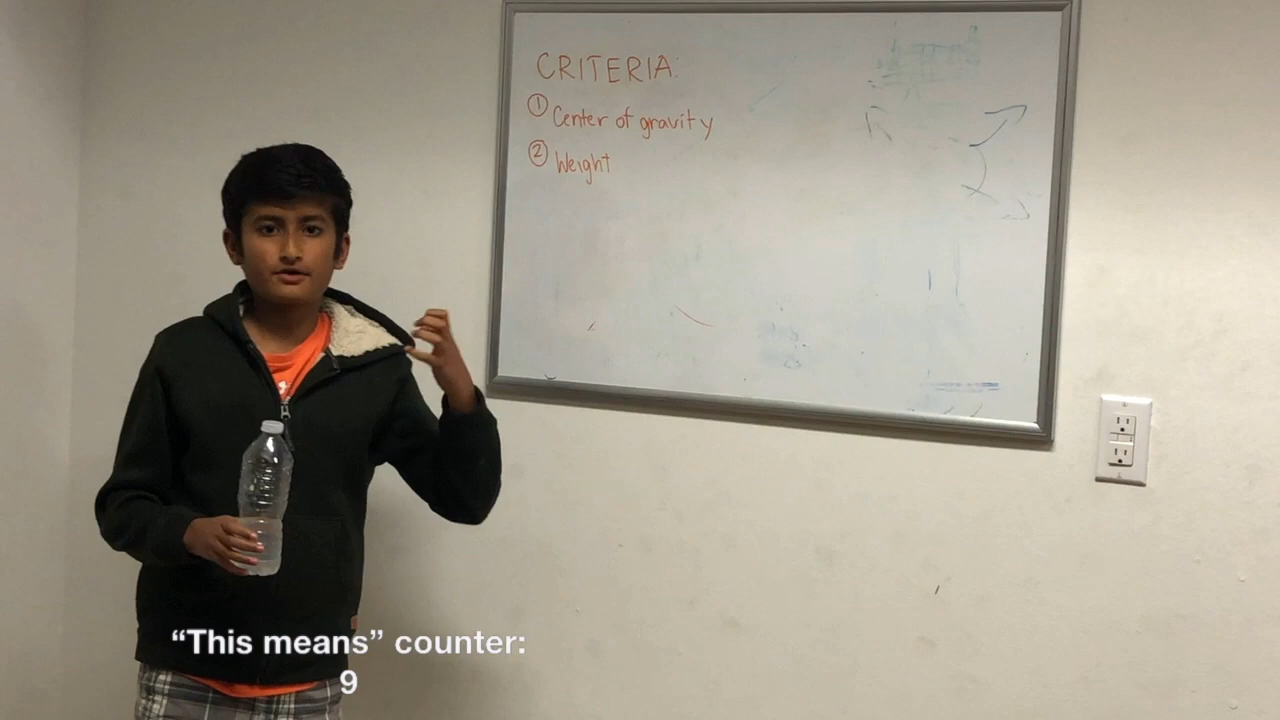 CRITERIA:
① Center of gravity
② Weight
“This means” counter:
9